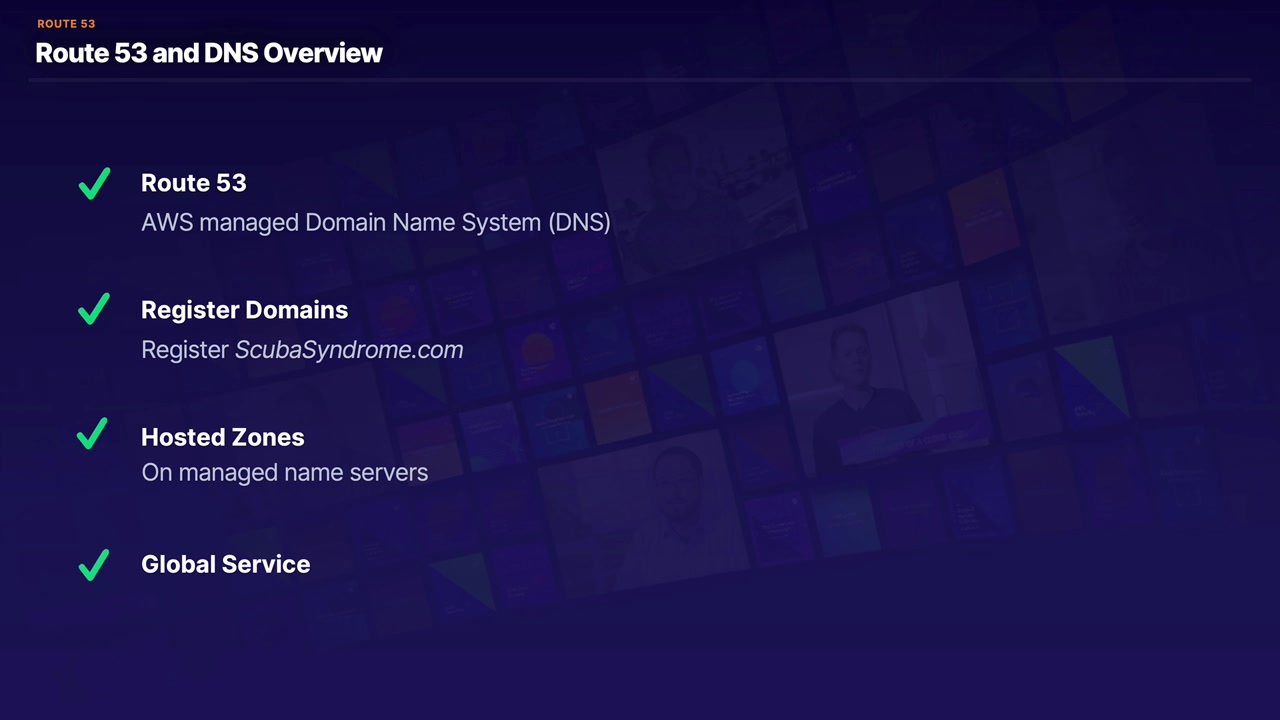 ROUTE 53
Route 53 and DNS Overview
Route 53
AWS managed Domain Name System (DNS)
Register Domains
Register ScubaSyndrome.com
Hosted Zones
On managed name servers
Global Service